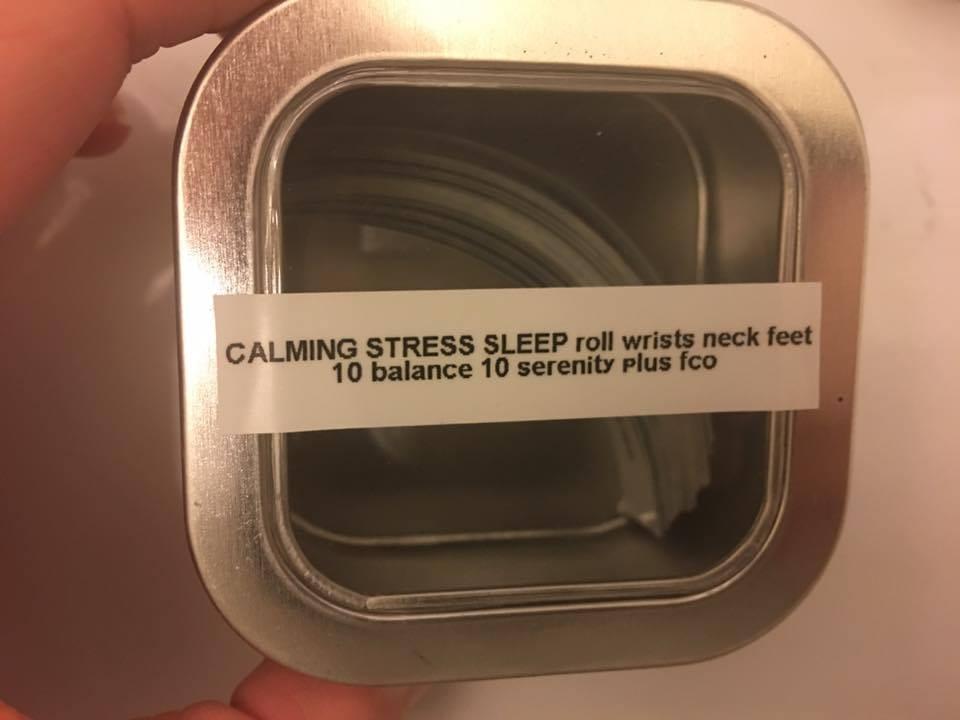 CALMING STRESS SLEEP roll wrists neck feet
10 balance 10 serenity Plus fco